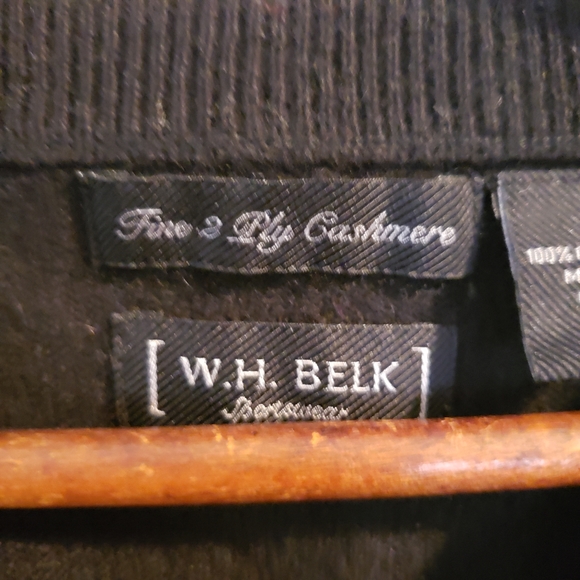 Fine 2 Ply Cashmere
100%
[ W.H. BELK ]
Sportswear